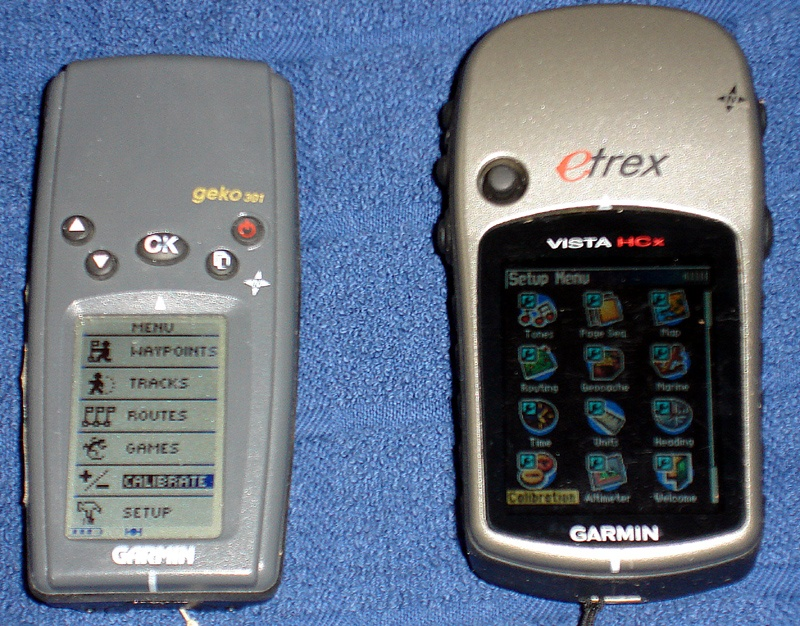 geko 301
OK
MENU
WAYPOINTS
TRACKS
ROUTES
GAMES
CALIBRATE
SETUP
GARMIN
etrex
N
VISTA HCx
Setup Menu
Tones Page Seq Map
Routing Geocache Marine
Time Units Heading
Calibration Altimeter Welcome
GARMIN